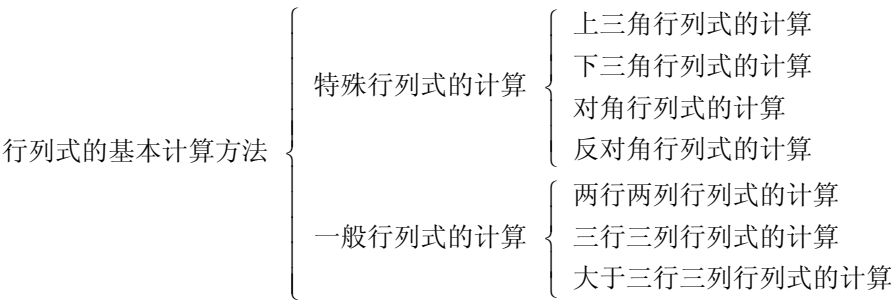 行列式的基本计算方法
特殊行列式的计算
上三角行列式的计算
下三角行列式的计算
对角行列式的计算
反对角行列式的计算
一般行列式的计算
两行两列行列式的计算
三行三列行列式的计算
大于三行三列行列式的计算